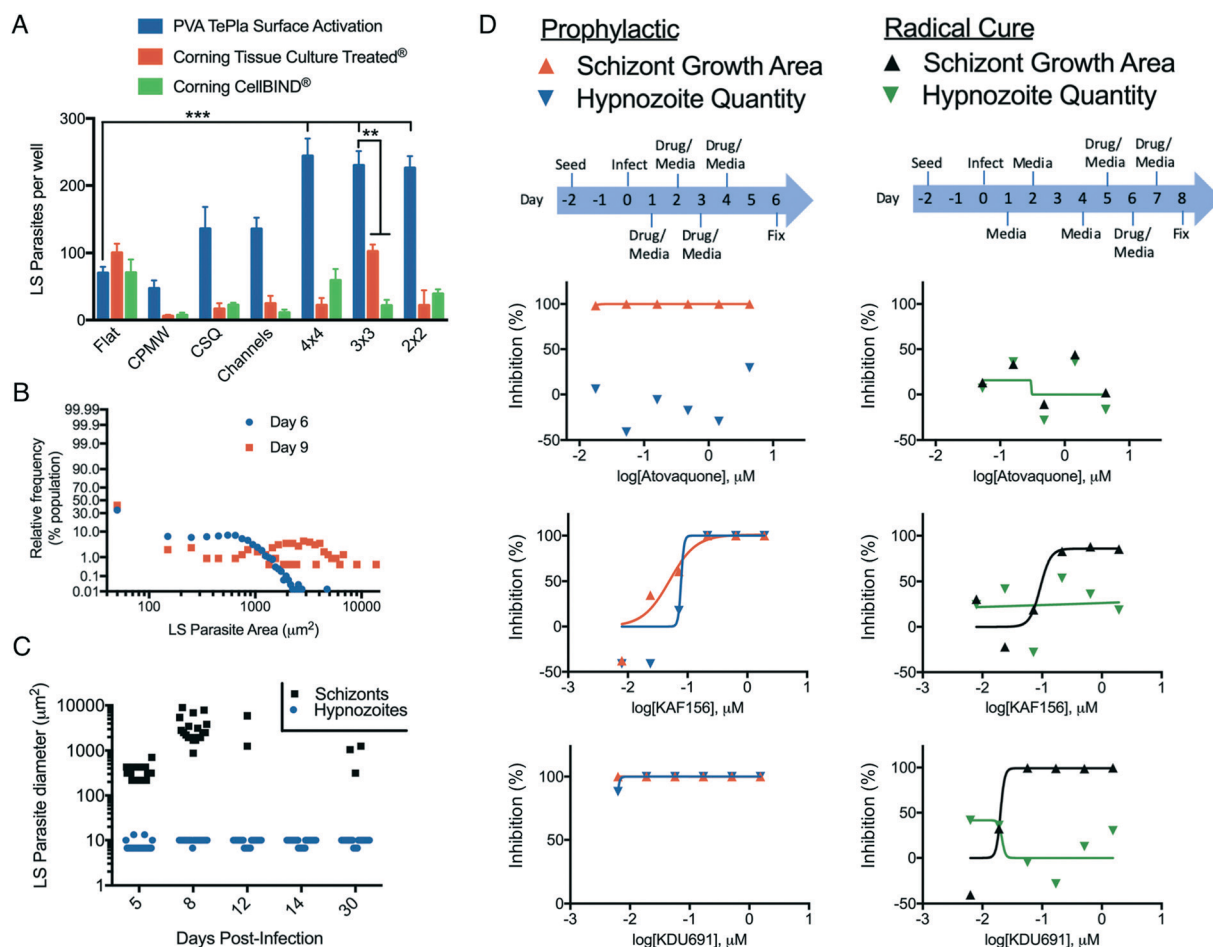 A
PVA TePla Surface Activation
Corning Tissue Culture Treated®
Corning CellBIND®
LS Parasites per well
300
200
100
0
***
**
Flat
CPMW
CSQ
Channels
4x4
3x3
2x2
B
Relative frequency
(% population)
99.99
99.9
99.0
90.0
70.0
50.0
30.0
10.0
1.0
0.1
0.01
Day 6
Day 9
100
1000
10000
LS Parasite Area (μm²)
C
LS Parasite diameter (μm²)
10000
1000
100
10
1
Schizonts
Hypnozoites
5
8
12
14
30
Days Post-Infection
D
Prophylactic
Schizont Growth Area
Hypnozoite Quantity
Drug/ Drug/
Seed Infect Media Media
Day -2 -1 0 1 2 3 4 5 6
Drug/ Drug/ Fix
Media Media
Inhibition (%)
100
50
0
-50
-2 -1 0 1
log[Atovaquone], μM
Inhibition (%)
100
50
0
-50
-3 -2 -1 0 1
log[KAF156], μM
Inhibition (%)
100
50
0
-50
-3 -2 -1 0 1
log[KDU691], μM
Radical Cure
Schizont Growth Area
Hypnozoite Quantity
Drug/ Drug/
Seed Infect Media Media Media
Day -2 -1 0 1 2 3 4 5 6 7 8
Media Media Drug/ Fix
Media
Inhibition (%)
100
50
0
-50
-2 -1 0 1
log[Atovaquone], μM
Inhibition (%)
100
50
0
-50
-3 -2 -1 0 1
log[KAF156], μM
Inhibition (%)
100
50
0
-50
-3 -2 -1 0 1
log[KDU691], μM